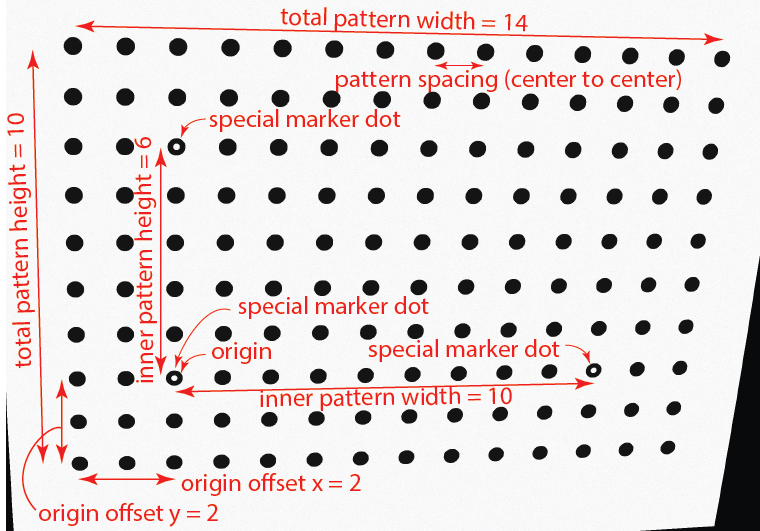 total pattern width = 14
pattern spacing (center to center)
special marker dot
total pattern height = 10
inner pattern height = 6
special marker dot
origin
special marker dot
inner pattern width = 10
origin offset x = 2
origin offset y = 2